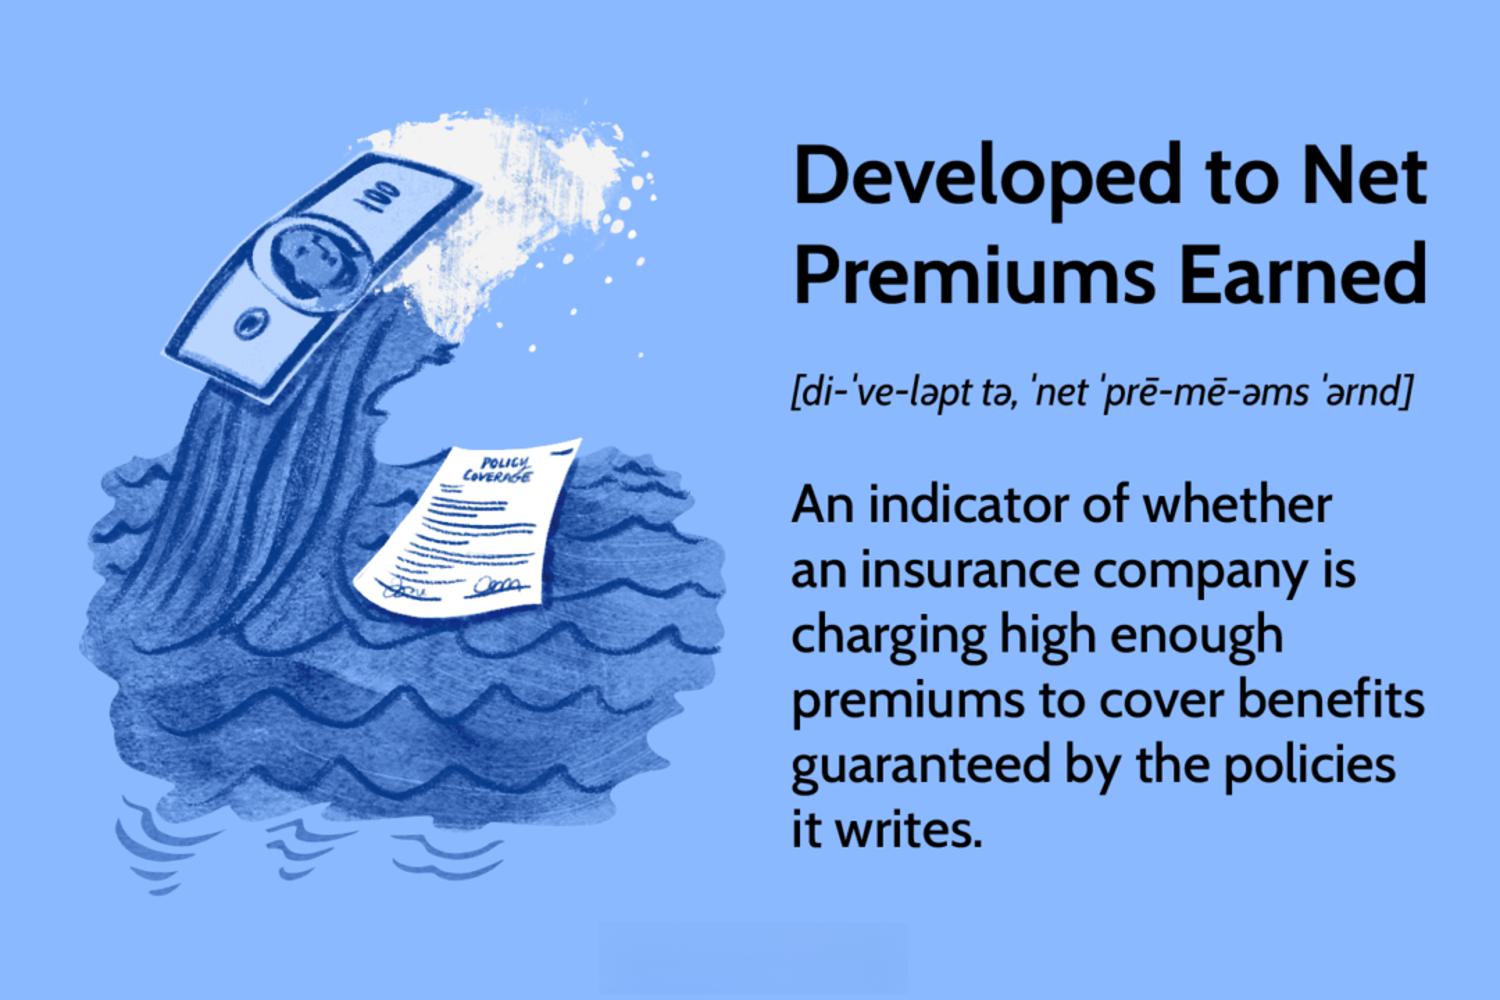 100
POLICY
COVERAGE
Developed to Net
Premiums Earned
[di-ˈve-ləpt tə, ˈnet ˈprē-mē-əms ˈərnd]
An indicator of whether
an insurance company is
charging high enough
premiums to cover benefits
guaranteed by the policies
it writes.